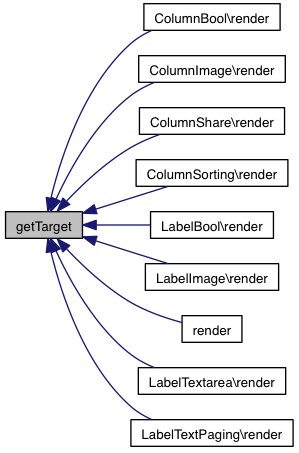 ColumnBool\render
ColumnImage\render
ColumnShare\render
ColumnSorting\render
getTarget
LabelBool\render
LabelImage\render
render
LabelTextarea\render
LabelTextPaging\render